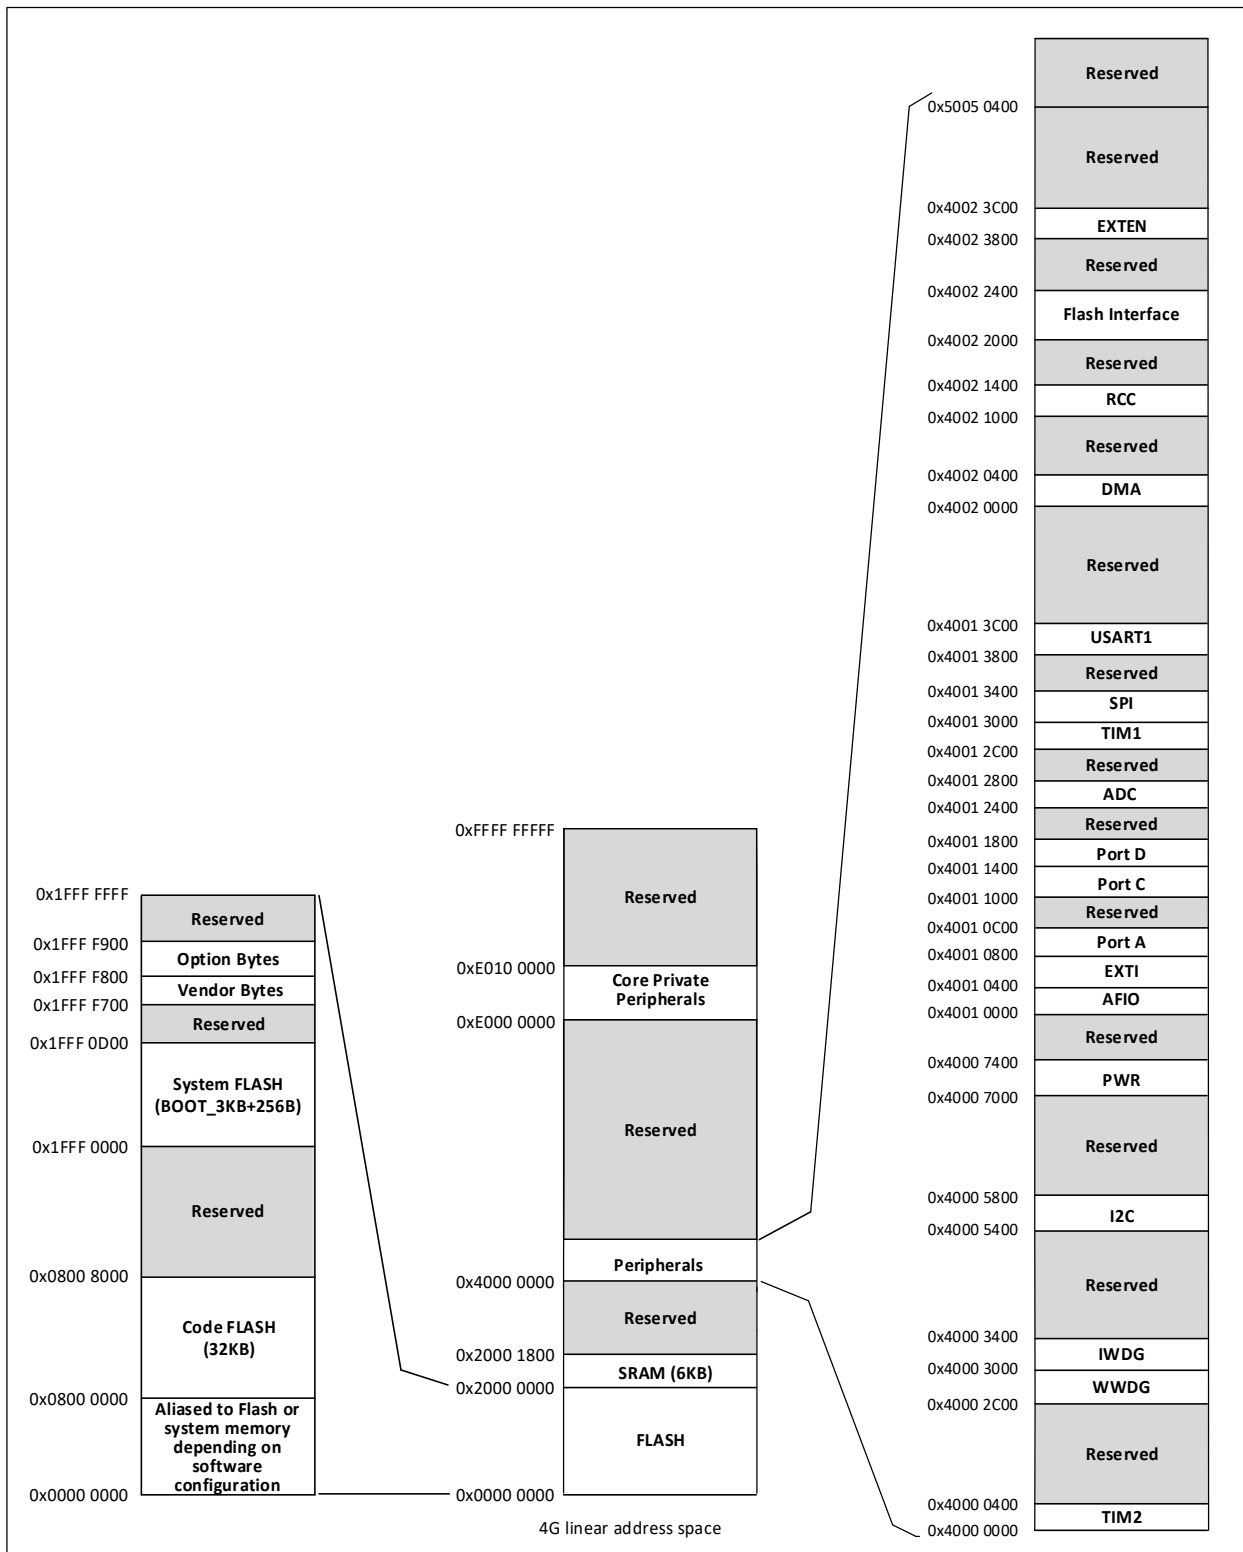 Reserved
0x5005 0400
Reserved
0x4002 3C00
EXTEN
0x4002 3800
Reserved
0x4002 2400
Flash Interface
0x4002 2000
Reserved
0x4002 1400
RCC
0x4002 1000
Reserved
0x4002 0400
DMA
0x4002 0000
Reserved
0x4001 3C00
USART1
0x4001 3800
Reserved
0x4001 3400
SPI
0x4001 3000
TIM1
0x4001 2C00
Reserved
0x4001 2800
ADC
0x4001 2400
Reserved
0x4001 1800
Port D
0x4001 1400
Port C
0x4001 1000
Reserved
0x4001 0C00
Port A
0x4001 0800
EXTI
0x4001 0400
AFIO
0x4001 0000
Reserved
0x4000 7400
PWR
0x4000 7000
Reserved
0x4000 5800
I2C
0x4000 5400
Reserved
0x4000 3400
IWDG
0x4000 3000
WWDG
0x4000 2C00
Reserved
0x4000 0400
TIM2
0x4000 0000
0xFFFF FFFFF
Reserved
0xE010 0000
Core Private
Peripherals
0xE000 0000
Reserved
Peripherals
0x4000 0000
Reserved
0x2000 1800
SRAM (6KB)
0x2000 0000
FLASH
0x0000 0000
4G linear address space
0x1FFF FFFF
Reserved
0x1FFF F900
Option Bytes
0x1FFF F800
Vendor Bytes
0x1FFF F700
Reserved
0x1FFF 0D00
System FLASH
(BOOT_3KB+256B)
0x1FFF 0000
Reserved
0x0800 8000
Code FLASH
(32KB)
0x0800 0000
Aliased to Flash or
system memory
depending on
software
configuration
0x0000 0000